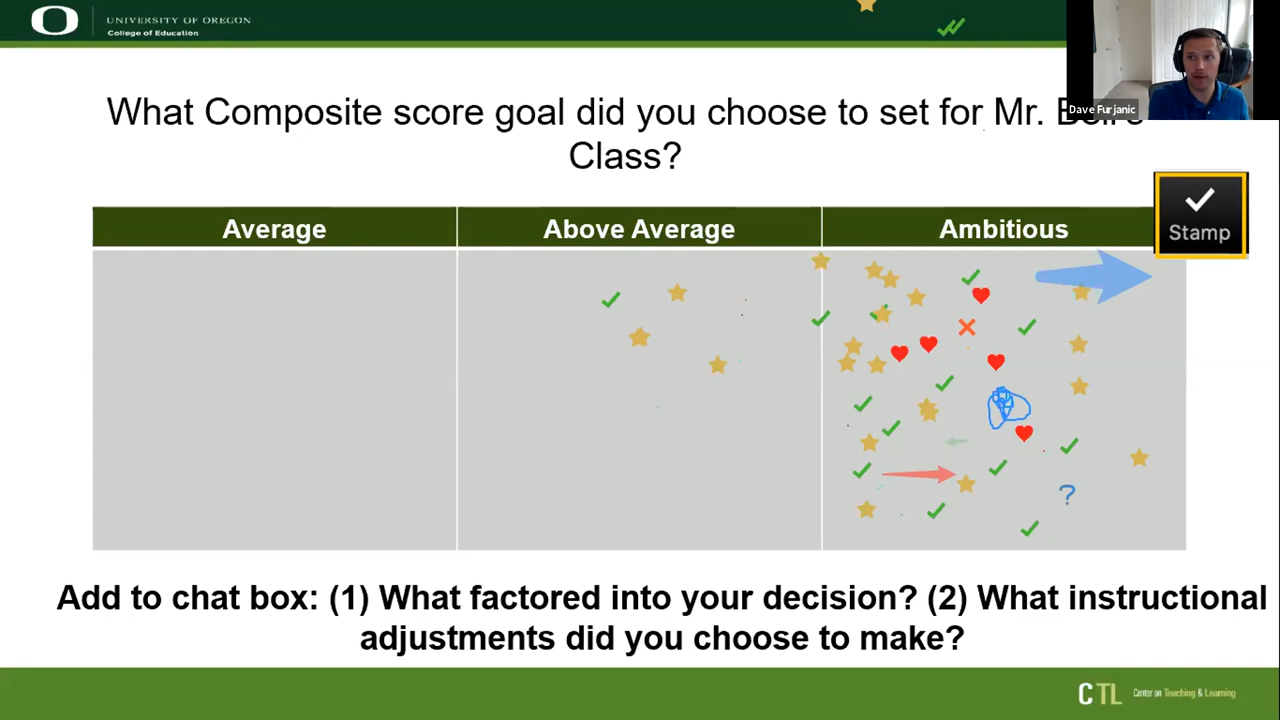 UNIVERSITY OF OREGON
College of Education
Dave Furjanic
What Composite score goal did you choose to set for Mr.
Class?
Stamp
Average
Above Average
Ambitious
?
Add to chat box: (1) What factored into your decision? (2) What instructional
adjustments did you choose to make?
CTL Center on Teaching & Learning